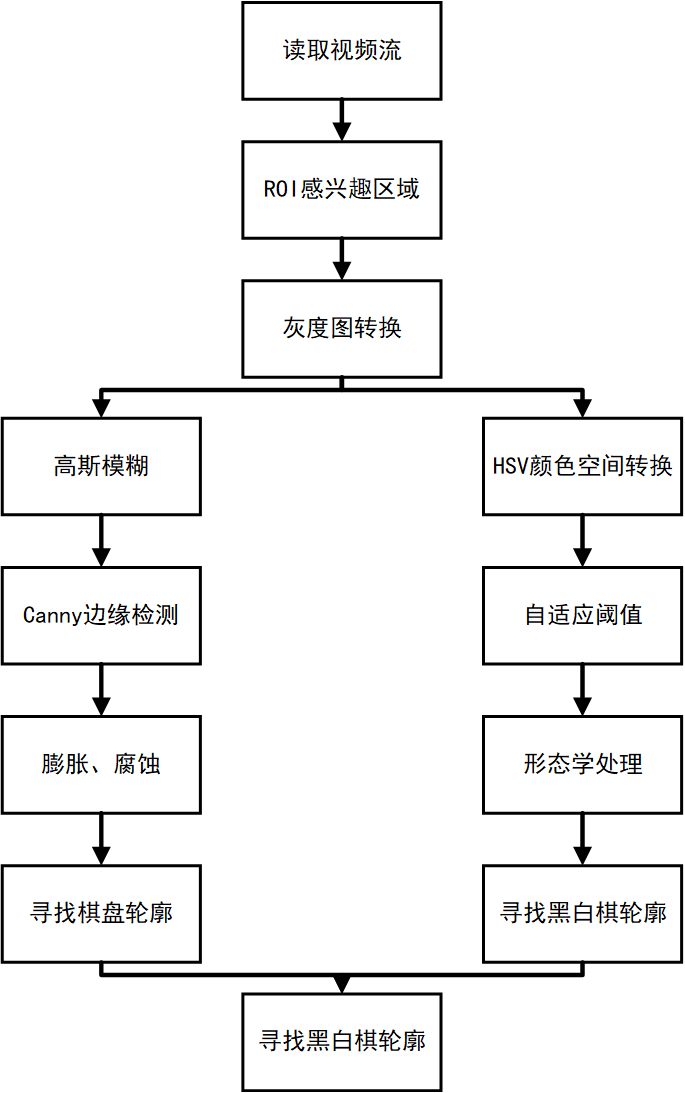 读取视频流
ROI感兴趣区域
灰度图转换
高斯模糊
HSV颜色空间转换
Canny边缘检测
自适应阈值
膨胀、腐蚀
形态学处理
寻找棋盘轮廓
寻找黑白棋轮廓
寻找黑白棋轮廓